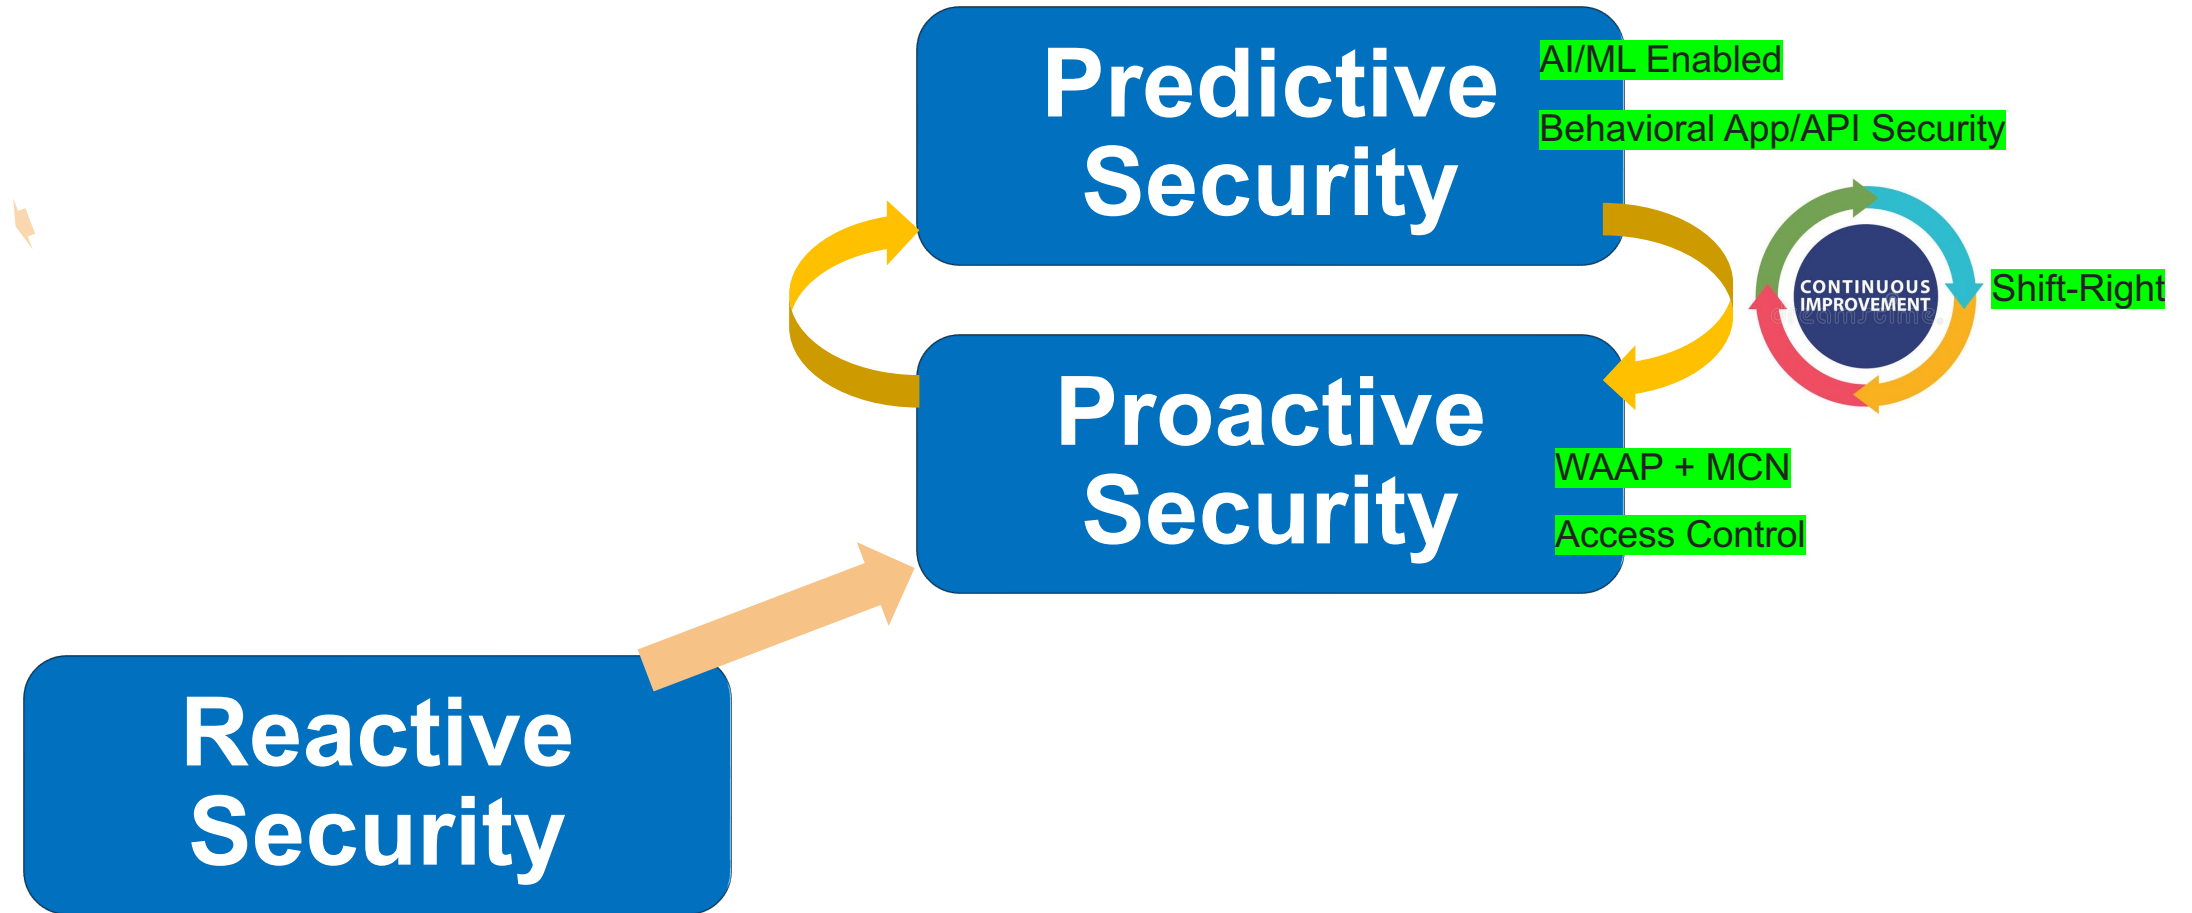 Predictive
Security
AI/ML Enabled
Behavioral App/API Security
CONTINUOUS
IMPROVEMENT
dreamstime.
Shift-Right
Proactive
Security
WAAP + MCN
Access Control
Reactive
Security